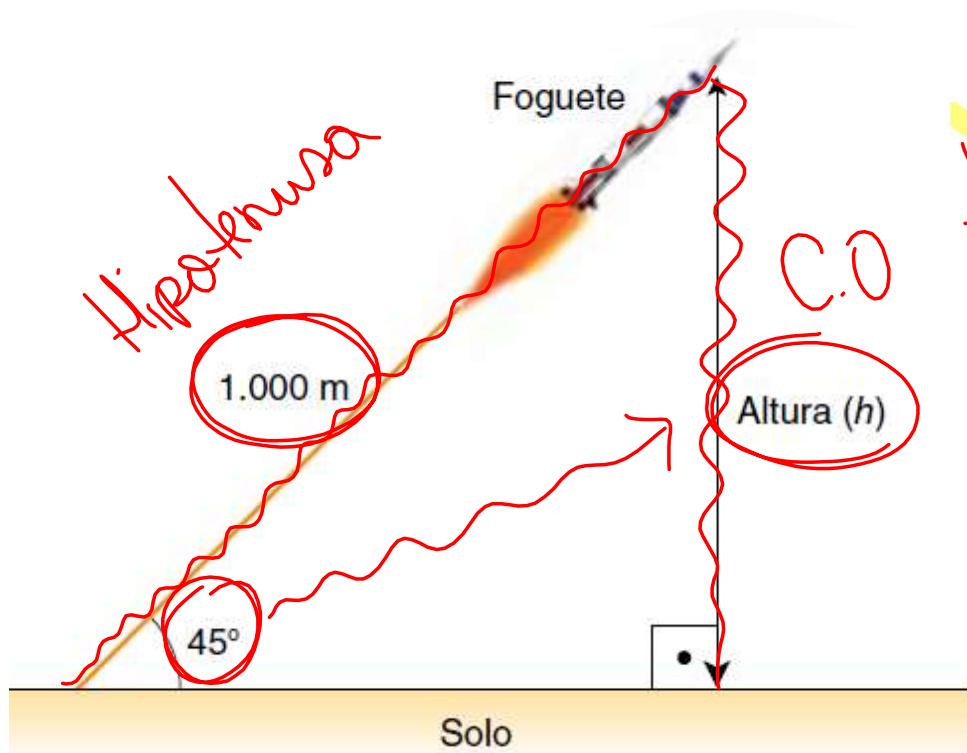 Foguete
Hipotenusa
C.O
1.000 m
Altura (h)
45º
Solo